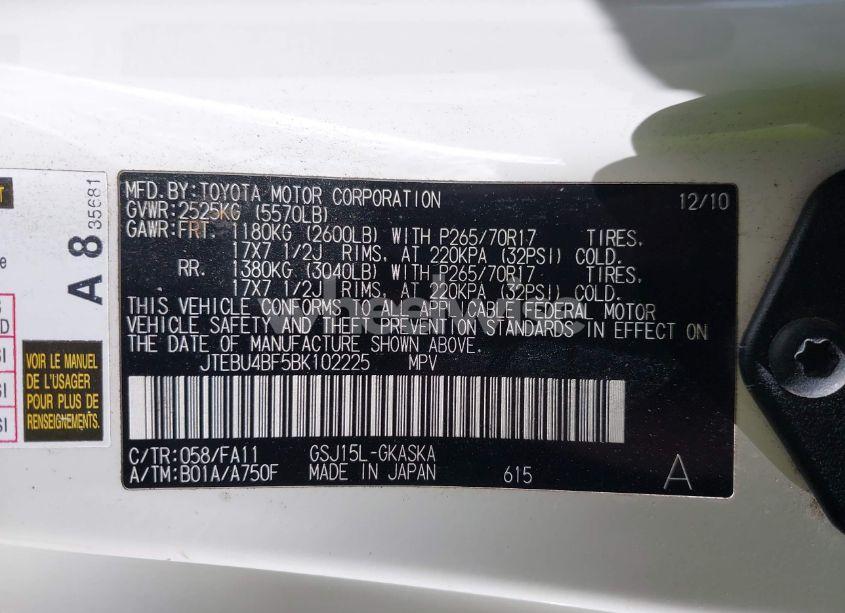 MFD.BY:TOYOTA MOTOR CORPORATION 12/10
GVWR:2525KG (5570LB)
GAWR:FRT. 1180KG (2600LB) WITH P265/70R17 TIRES.
17X7 1/2J RIMS, AT 220KPA (32PSI) COLD.
RR. 1380KG (3040LB) WITH P265/70R17 TIRES.
17X7 1/2J RIMS, AT 220KPA (32PSI) COLD.
THIS VEHICLE CONFORMS TO ALL APPLICABLE FEDERAL MOTOR
VEHICLE SAFETY AND THEFT PREVENTION STANDARDS IN EFFECT ON
THE DATE OF MANUFACTURE SHOWN ABOVE.
JTEBU4BF5BK102225 MPV
C/TR:058/FA11 GSJ15L-GKASKA
A/TM:B01A/A750F MADE IN JAPAN 615 A
A 8 35681
VOIR LE MANUEL
DE L'USAGER
POUR PLUS DE
RENSEIGNEMENTS.
wheelwise